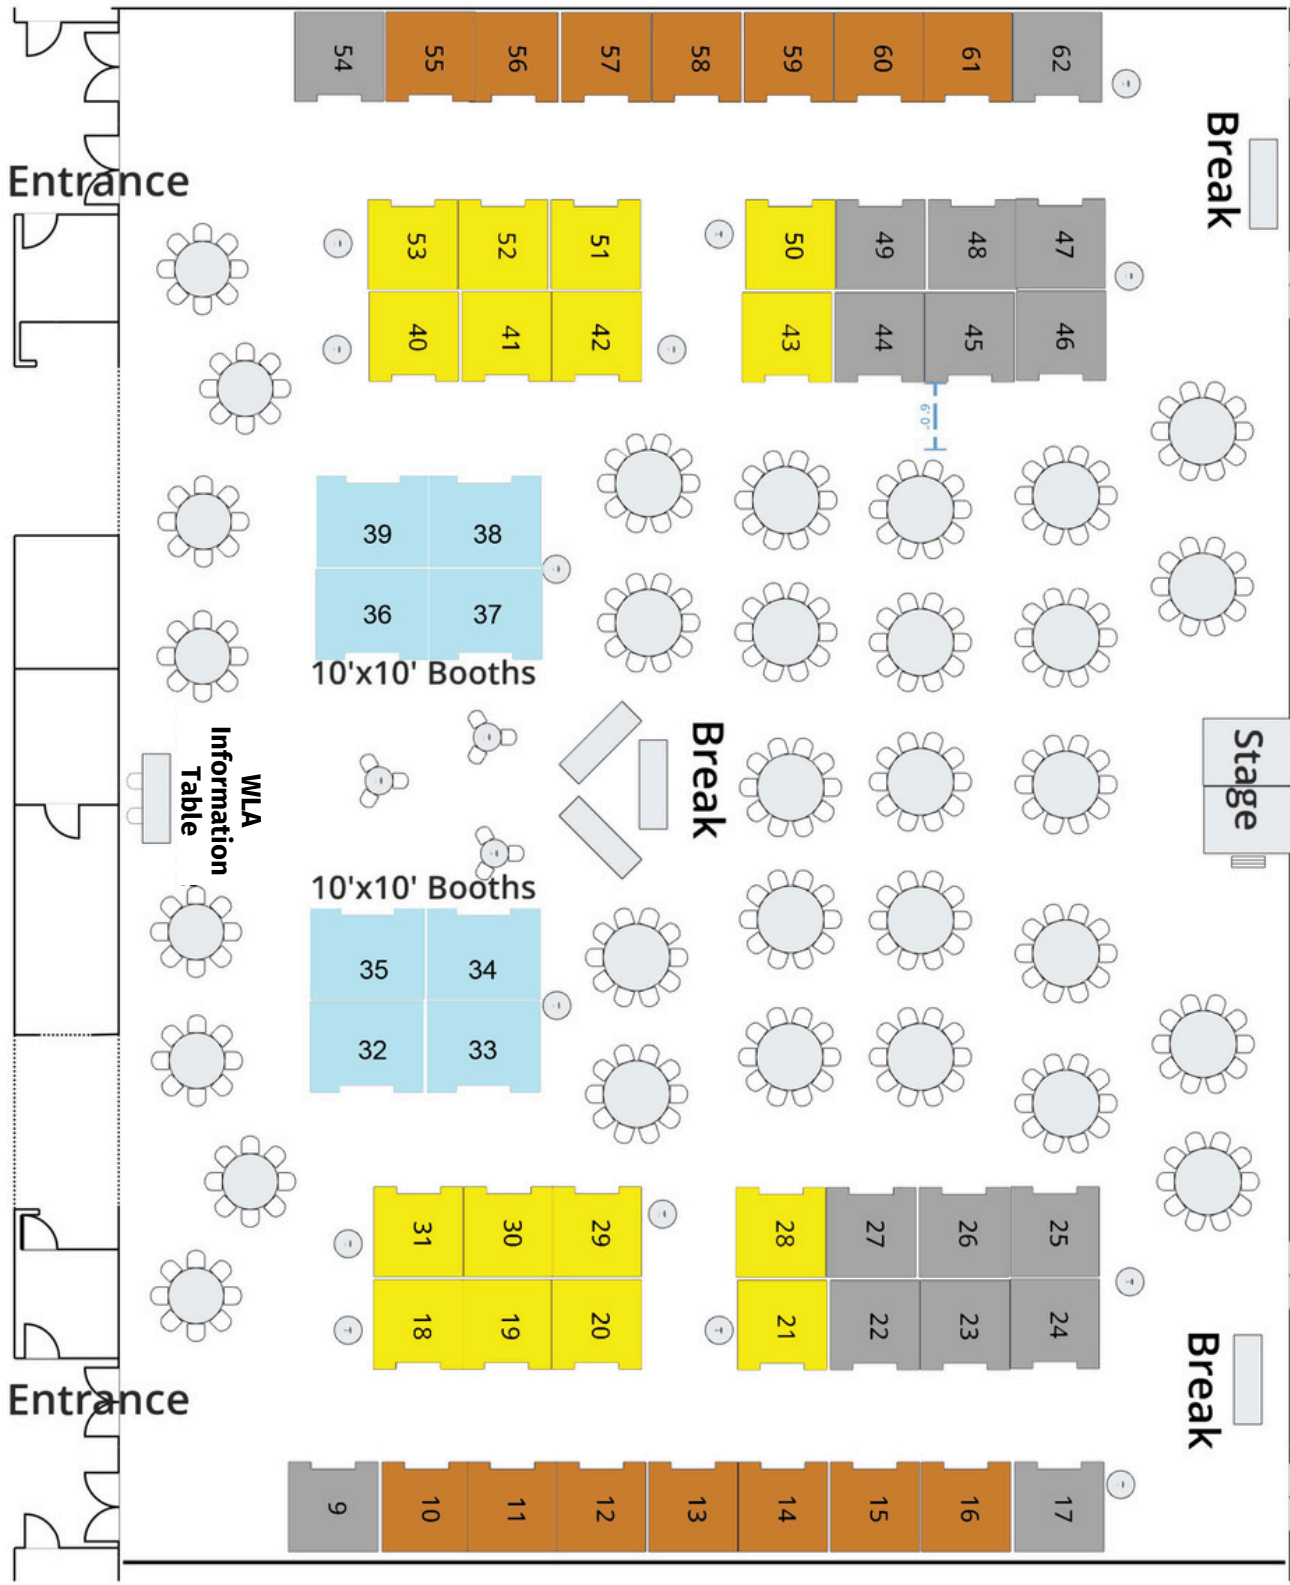 54 55 56 57 58 59 60 61 62
Break
Entrance
53 52 51 50 49 48 47
40 41 42 43 44 45 46
6'0"
39 38
36 37
10'x10' Booths
WLA
Information
Table
Break
Stage
10'x10' Booths
35 34
32 33
31 30 29 28 27 26 25
18 19 20 21 22 23 24
Break
Entrance
9 10 11 12 13 14 15 16 17